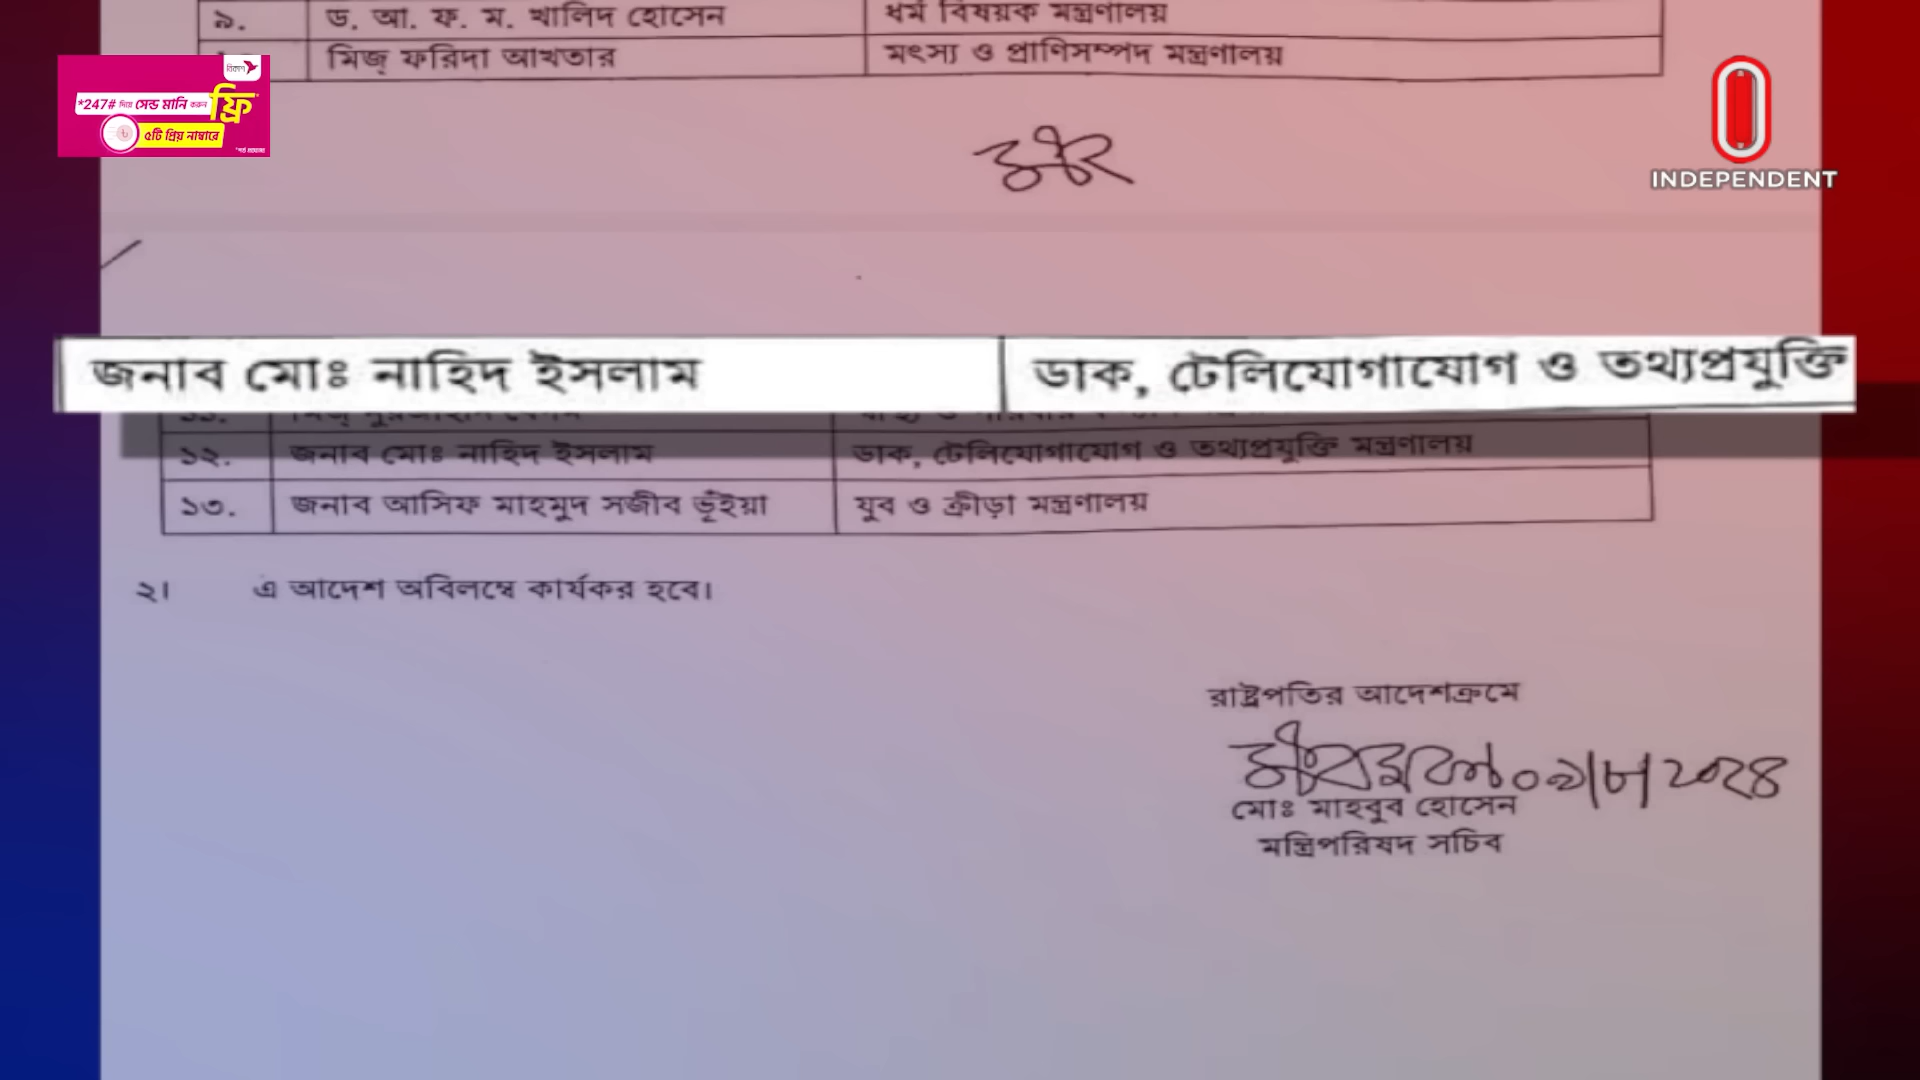 ৯. ড. আ. ফ. ম. খালিদ হোসেন ধর্ম বিষয়ক মন্ত্রণালয়
মিজ্ ফরিদা আখতার মৎস্য ও প্রাণিসম্পদ মন্ত্রণালয়
বিকাশ
*247# দিয়ে সেন্ড মানি করুন ফ্রি
৫টি প্রিয় নাম্বারে
INDEPENDENT
জনাব মোঃ নাহিদ ইসলাম ডাক, টেলিযোগাযোগ ও তথ্যপ্রযুক্তি
১২. জনাব মোঃ নাহিদ ইসলাম ডাক, টেলিযোগাযোগ ও তথ্যপ্রযুক্তি মন্ত্রণালয়
১৩. জনাব আসিফ মাহমুদ সজীব ভূঁইয়া যুব ও ক্রীড়া মন্ত্রণালয়
২। এ আদেশ অবিলম্বে কার্যকর হবে।
রাষ্ট্রপতির আদেশক্রমে
০৯/৮/২০২৪
মোঃ মাহবুব হোসেন
মন্ত্রিপরিষদ সচিব